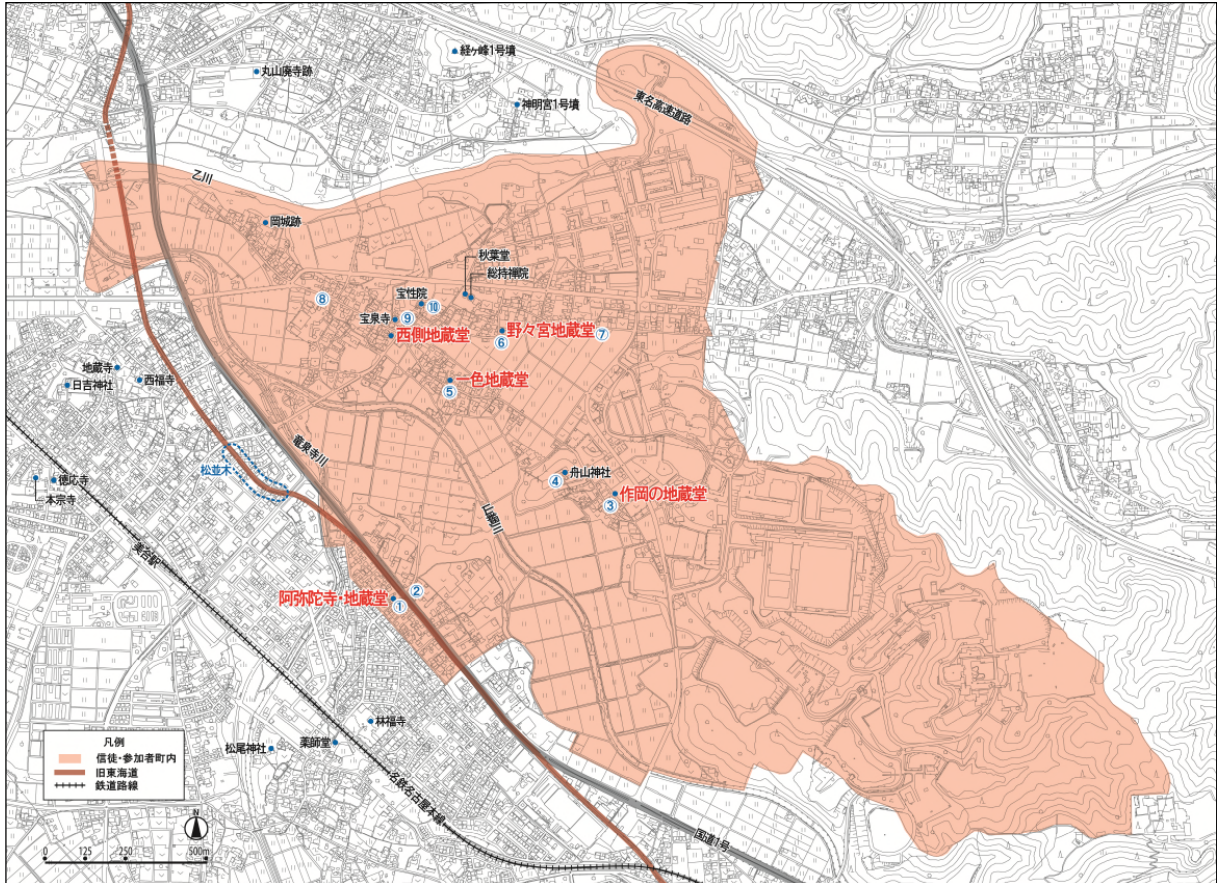 経ヶ峰1号墳
丸山廃寺跡
東名高速道路
神明宮1号墳
乙川
岡城跡
秋葉堂
総持禅院
宝性院
⑧
⑩
宝泉寺
⑨
西側地蔵堂
野々宮地蔵堂
⑥
⑦
地蔵寺
日吉神社
西福寺
一色地蔵堂
⑤
竜泉寺川
松並木
徳応寺
本宗寺
舟山神社
④
作岡の地蔵堂
③
山綱川
美合駅
阿弥陀寺・地蔵堂
①
②
林福寺
薬師堂
松尾神社
名鉄名古屋本線
国道1号
凡例
信徒・参加者町内
旧東海道
鉄道路線
N
0 125 250 500m